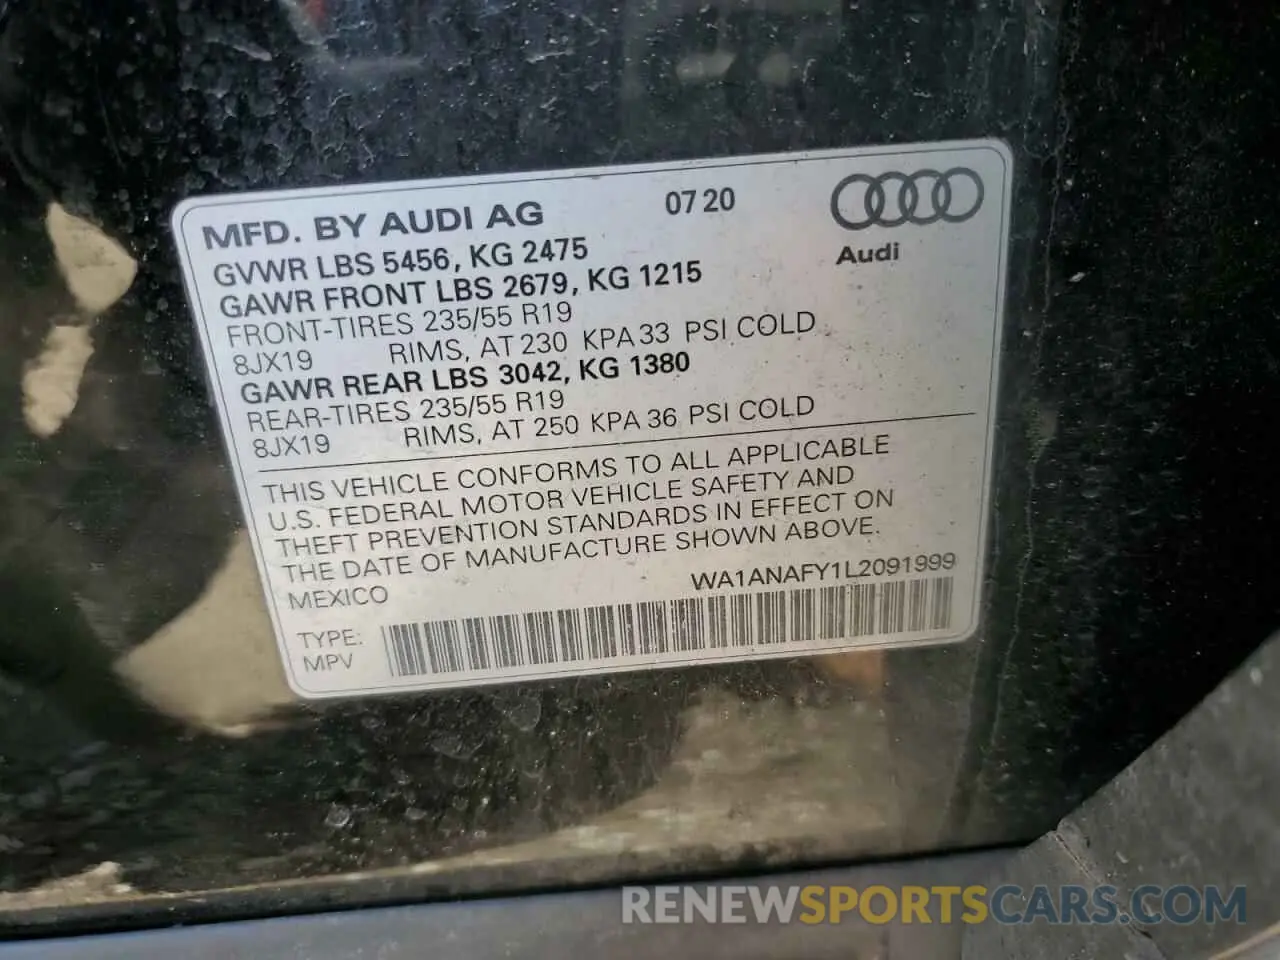 MFD. BY AUDI AG 07 20
Audi
GVWR LBS 5456, KG 2475
GAWR FRONT LBS 2679, KG 1215
FRONT-TIRES 235/55 R19
8JX19 RIMS, AT 230 KPA 33 PSI COLD
GAWR REAR LBS 3042, KG 1380
REAR-TIRES 235/55 R19
8JX19 RIMS, AT 250 KPA 36 PSI COLD
THIS VEHICLE CONFORMS TO ALL APPLICABLE
U.S. FEDERAL MOTOR VEHICLE SAFETY AND
THEFT PREVENTION STANDARDS IN EFFECT ON
THE DATE OF MANUFACTURE SHOWN ABOVE.
MEXICO WA1ANAFY1L2091999
TYPE:
MPV
RENEWSPORTSCARS.COM